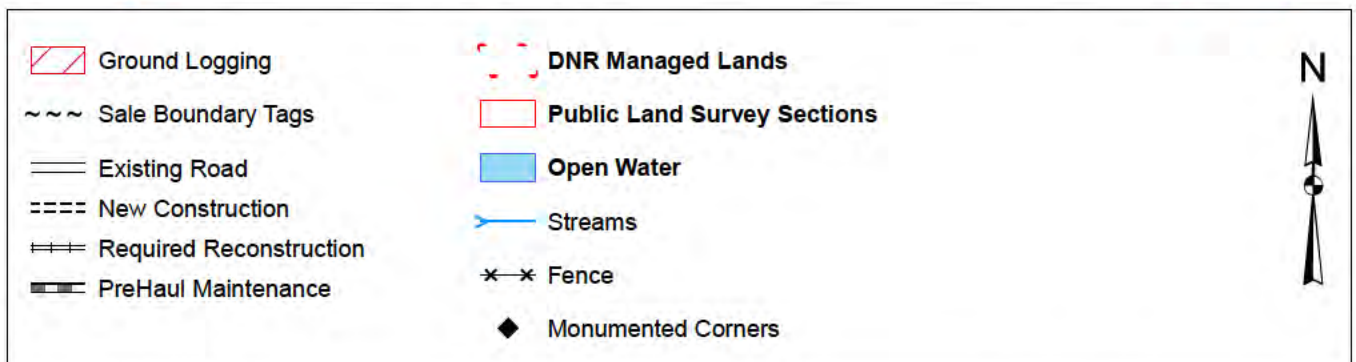 Ground Logging
Sale Boundary Tags
Existing Road
New Construction
Required Reconstruction
PreHaul Maintenance
DNR Managed Lands
Public Land Survey Sections
Open Water
Streams
Fence
Monumented Corners
N